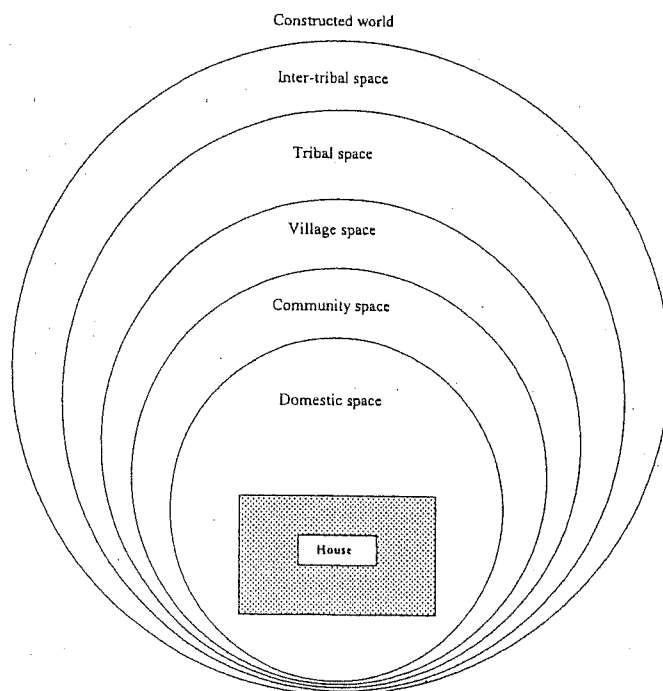 Constructed world
Inter-tribal space
Tribal space
Village space
Community space
Domestic space
House